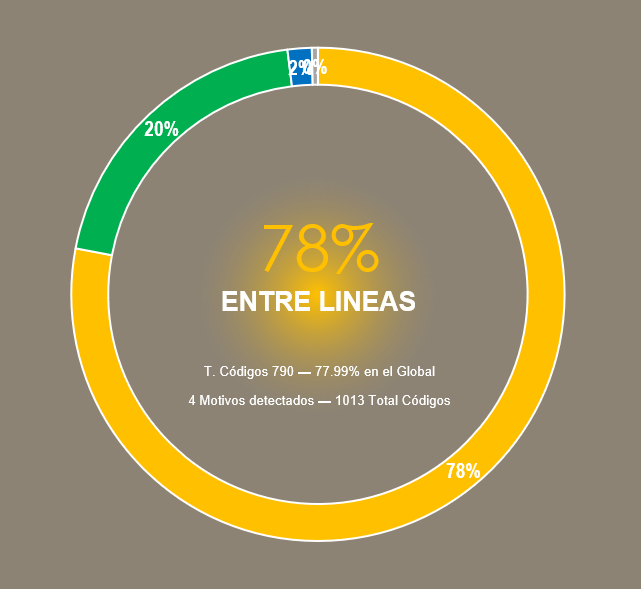 2%
0%
20%
78%
ENTRE LINEAS
T. Códigos 790 — 77.99% en el Global
4 Motivos detectados — 1013 Total Códigos
78%